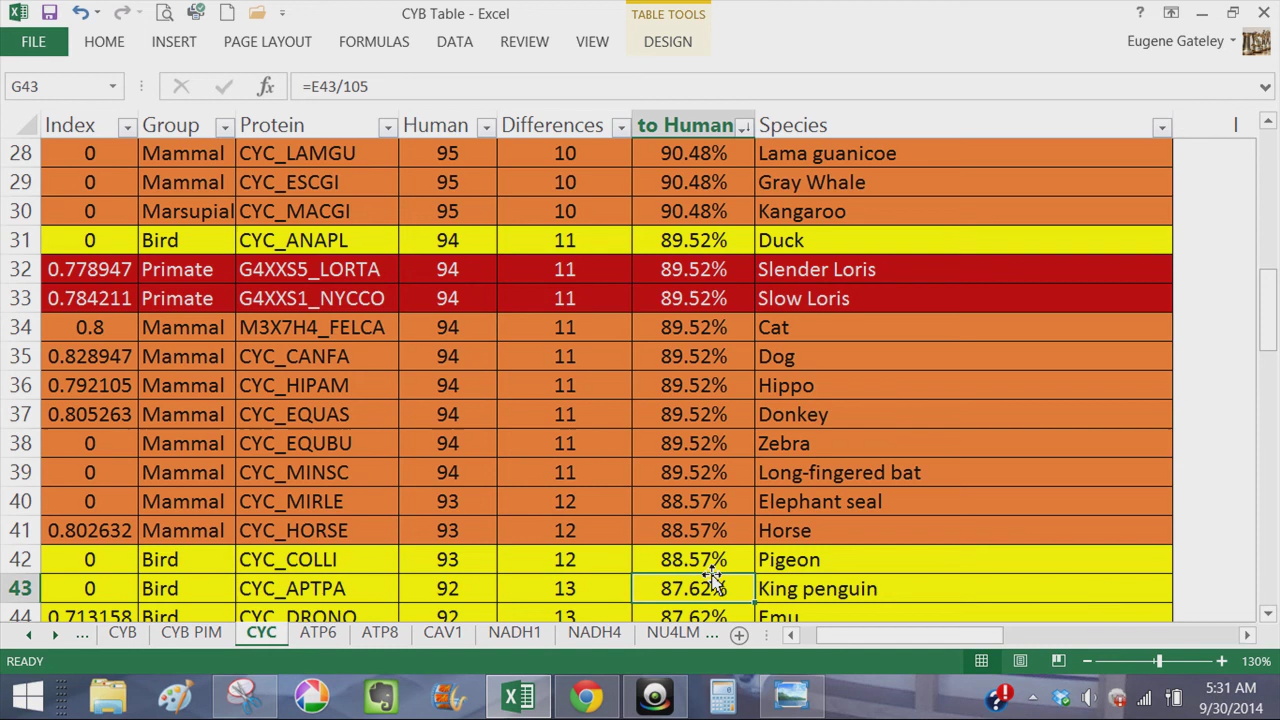 CYB Table - Excel
TABLE TOOLS
FILE HOME INSERT PAGE LAYOUT FORMULAS DATA REVIEW VIEW DESIGN Eugene Gateley
G43 fx =E43/105
Index Group Protein Human Differences to Human Species I
28 0 Mammal CYC_LAMGU 95 10 90.48% Lama guanicoe
29 0 Mammal CYC_ESCGI 95 10 90.48% Gray Whale
30 0 Marsupial CYC_MACGI 95 10 90.48% Kangaroo
31 0 Bird CYC_ANAPL 94 11 89.52% Duck
32 0.778947 Primate G4XXS5_LORTA 94 11 89.52% Slender Loris
33 0.784211 Primate G4XXS1_NYCCO 94 11 89.52% Slow Loris
34 0.8 Mammal M3X7H4_FELCA 94 11 89.52% Cat
35 0.828947 Mammal CYC_CANFA 94 11 89.52% Dog
36 0.792105 Mammal CYC_HIPAM 94 11 89.52% Hippo
37 0.805263 Mammal CYC_EQUAS 94 11 89.52% Donkey
38 0 Mammal CYC_EQUBU 94 11 89.52% Zebra
39 0 Mammal CYC_MINSC 94 11 89.52% Long-fingered bat
40 0 Mammal CYC_MIRLE 93 12 88.57% Elephant seal
41 0.802632 Mammal CYC_HORSE 93 12 88.57% Horse
42 0 Bird CYC_COLLI 93 12 88.57% Pigeon
43 0 Bird CYC_APTPA 92 13 87.62% King penguin
44 0.713158 Bird CYC_DRONO 92 13 87.62% Emu
... CYB CYB PIM CYC ATP6 ATP8 CAV1 NADH1 NADH4 NU4LM ...
READY 130%
5:31 AM
9/30/2014